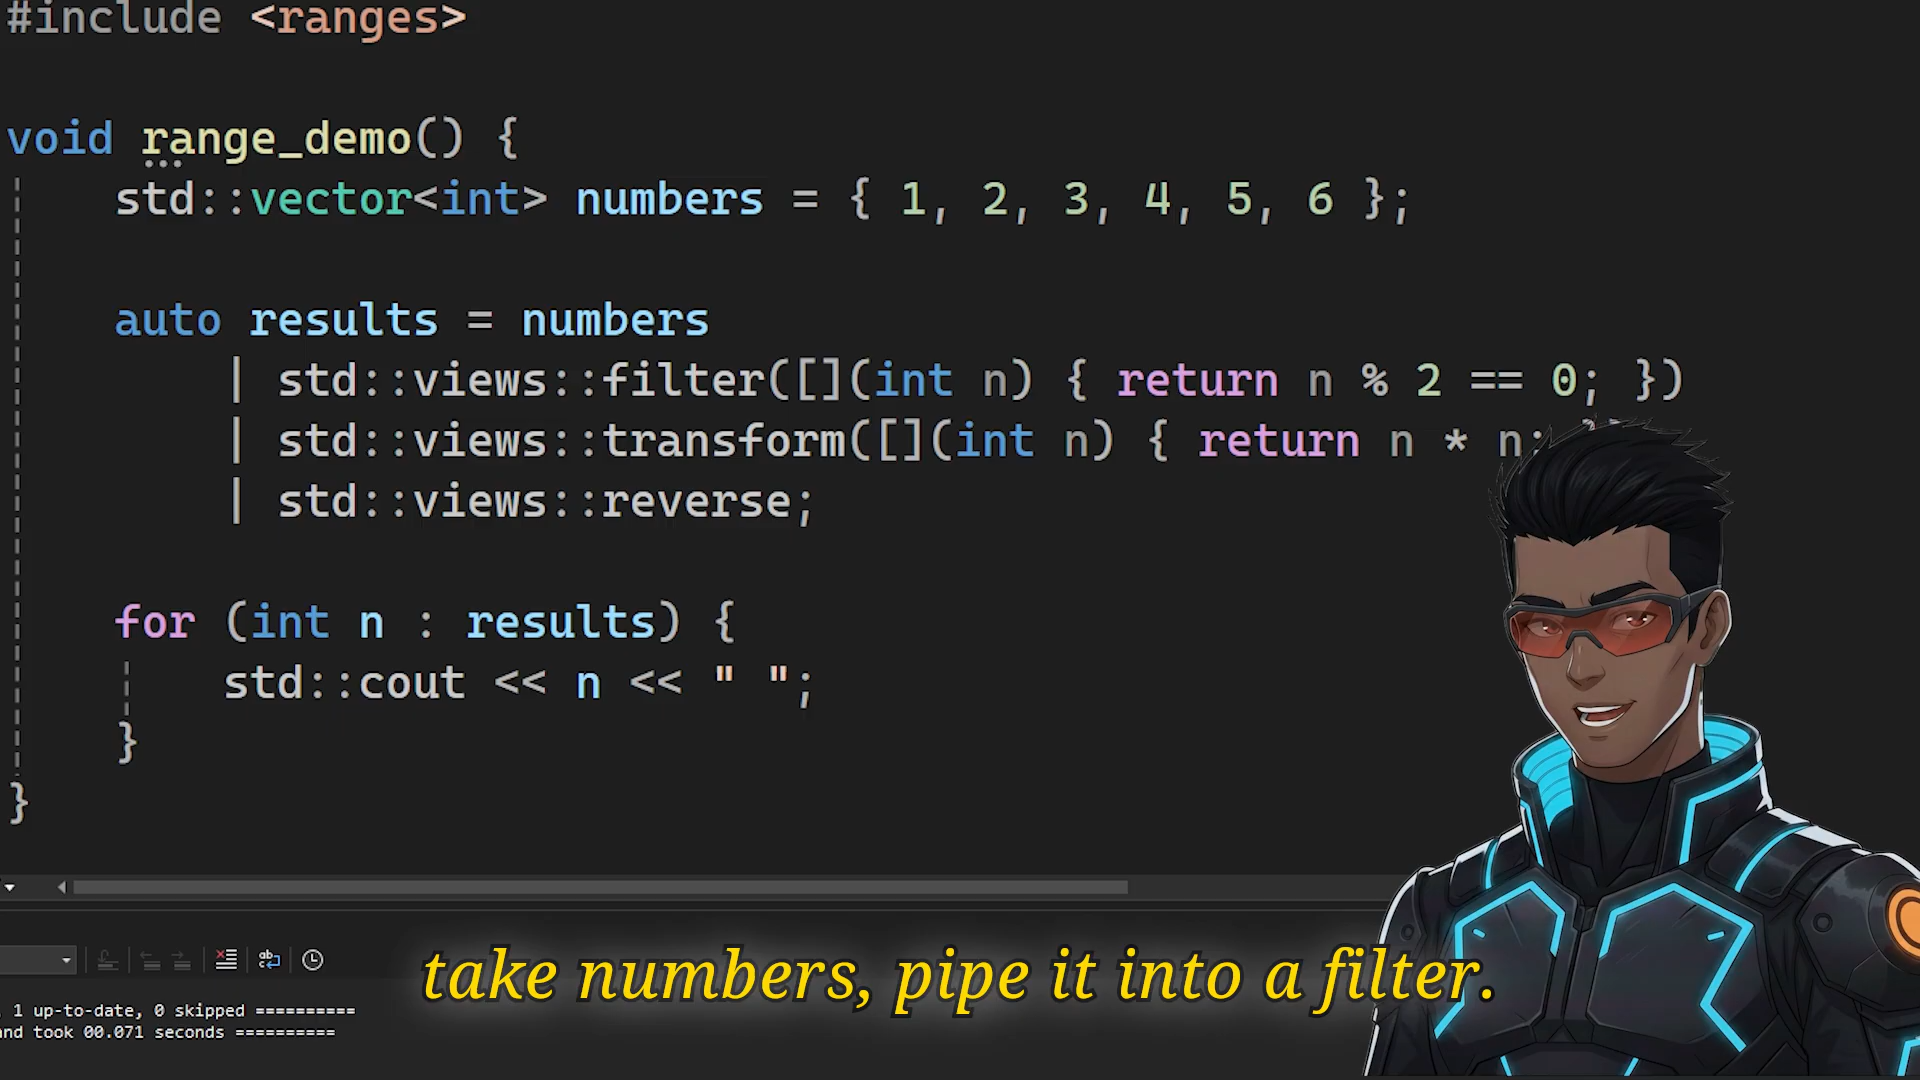 #include <ranges>
void range_demo() {
std::vector<int> numbers = { 1, 2, 3, 4, 5, 6 };
auto results = numbers
| std::views::filter([](int n) { return n % 2 == 0; })
| std::views::transform([](int n) { return n * n;
| std::views::reverse;
for (int n : results) {
std::cout << n << " ";
}
}
take numbers, pipe it into a filter.
1 up-to-date, 0 skipped ==========
and took 00.071 seconds ==========